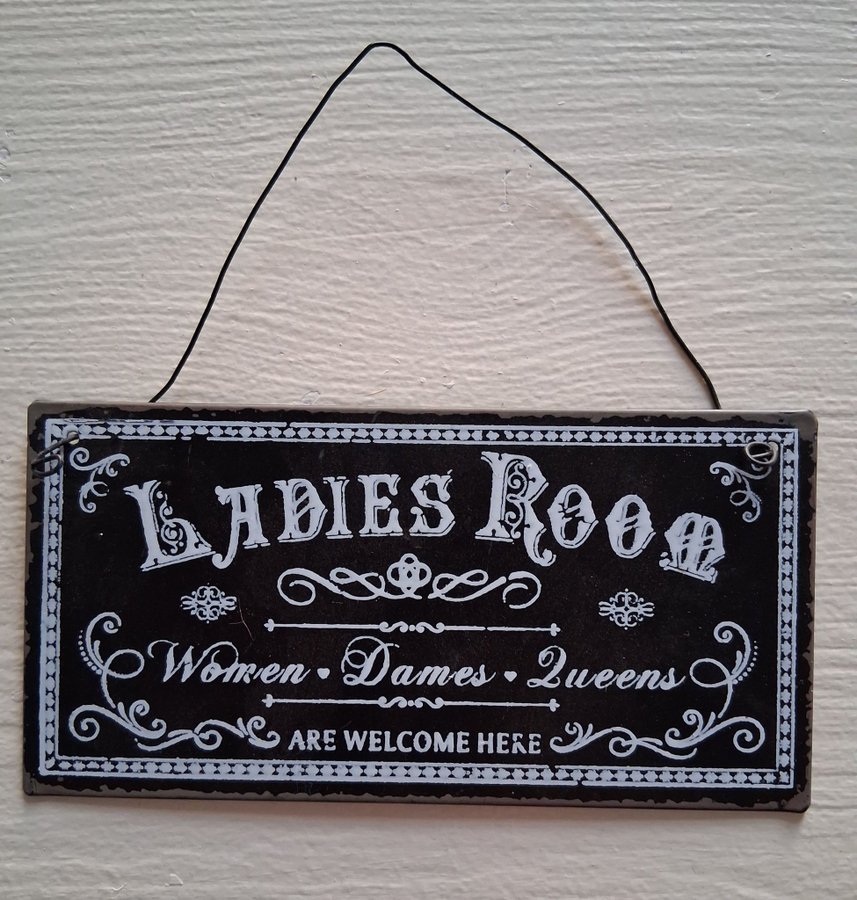 LADIES ROOM
Women • Dames • Queens
ARE WELCOME HERE